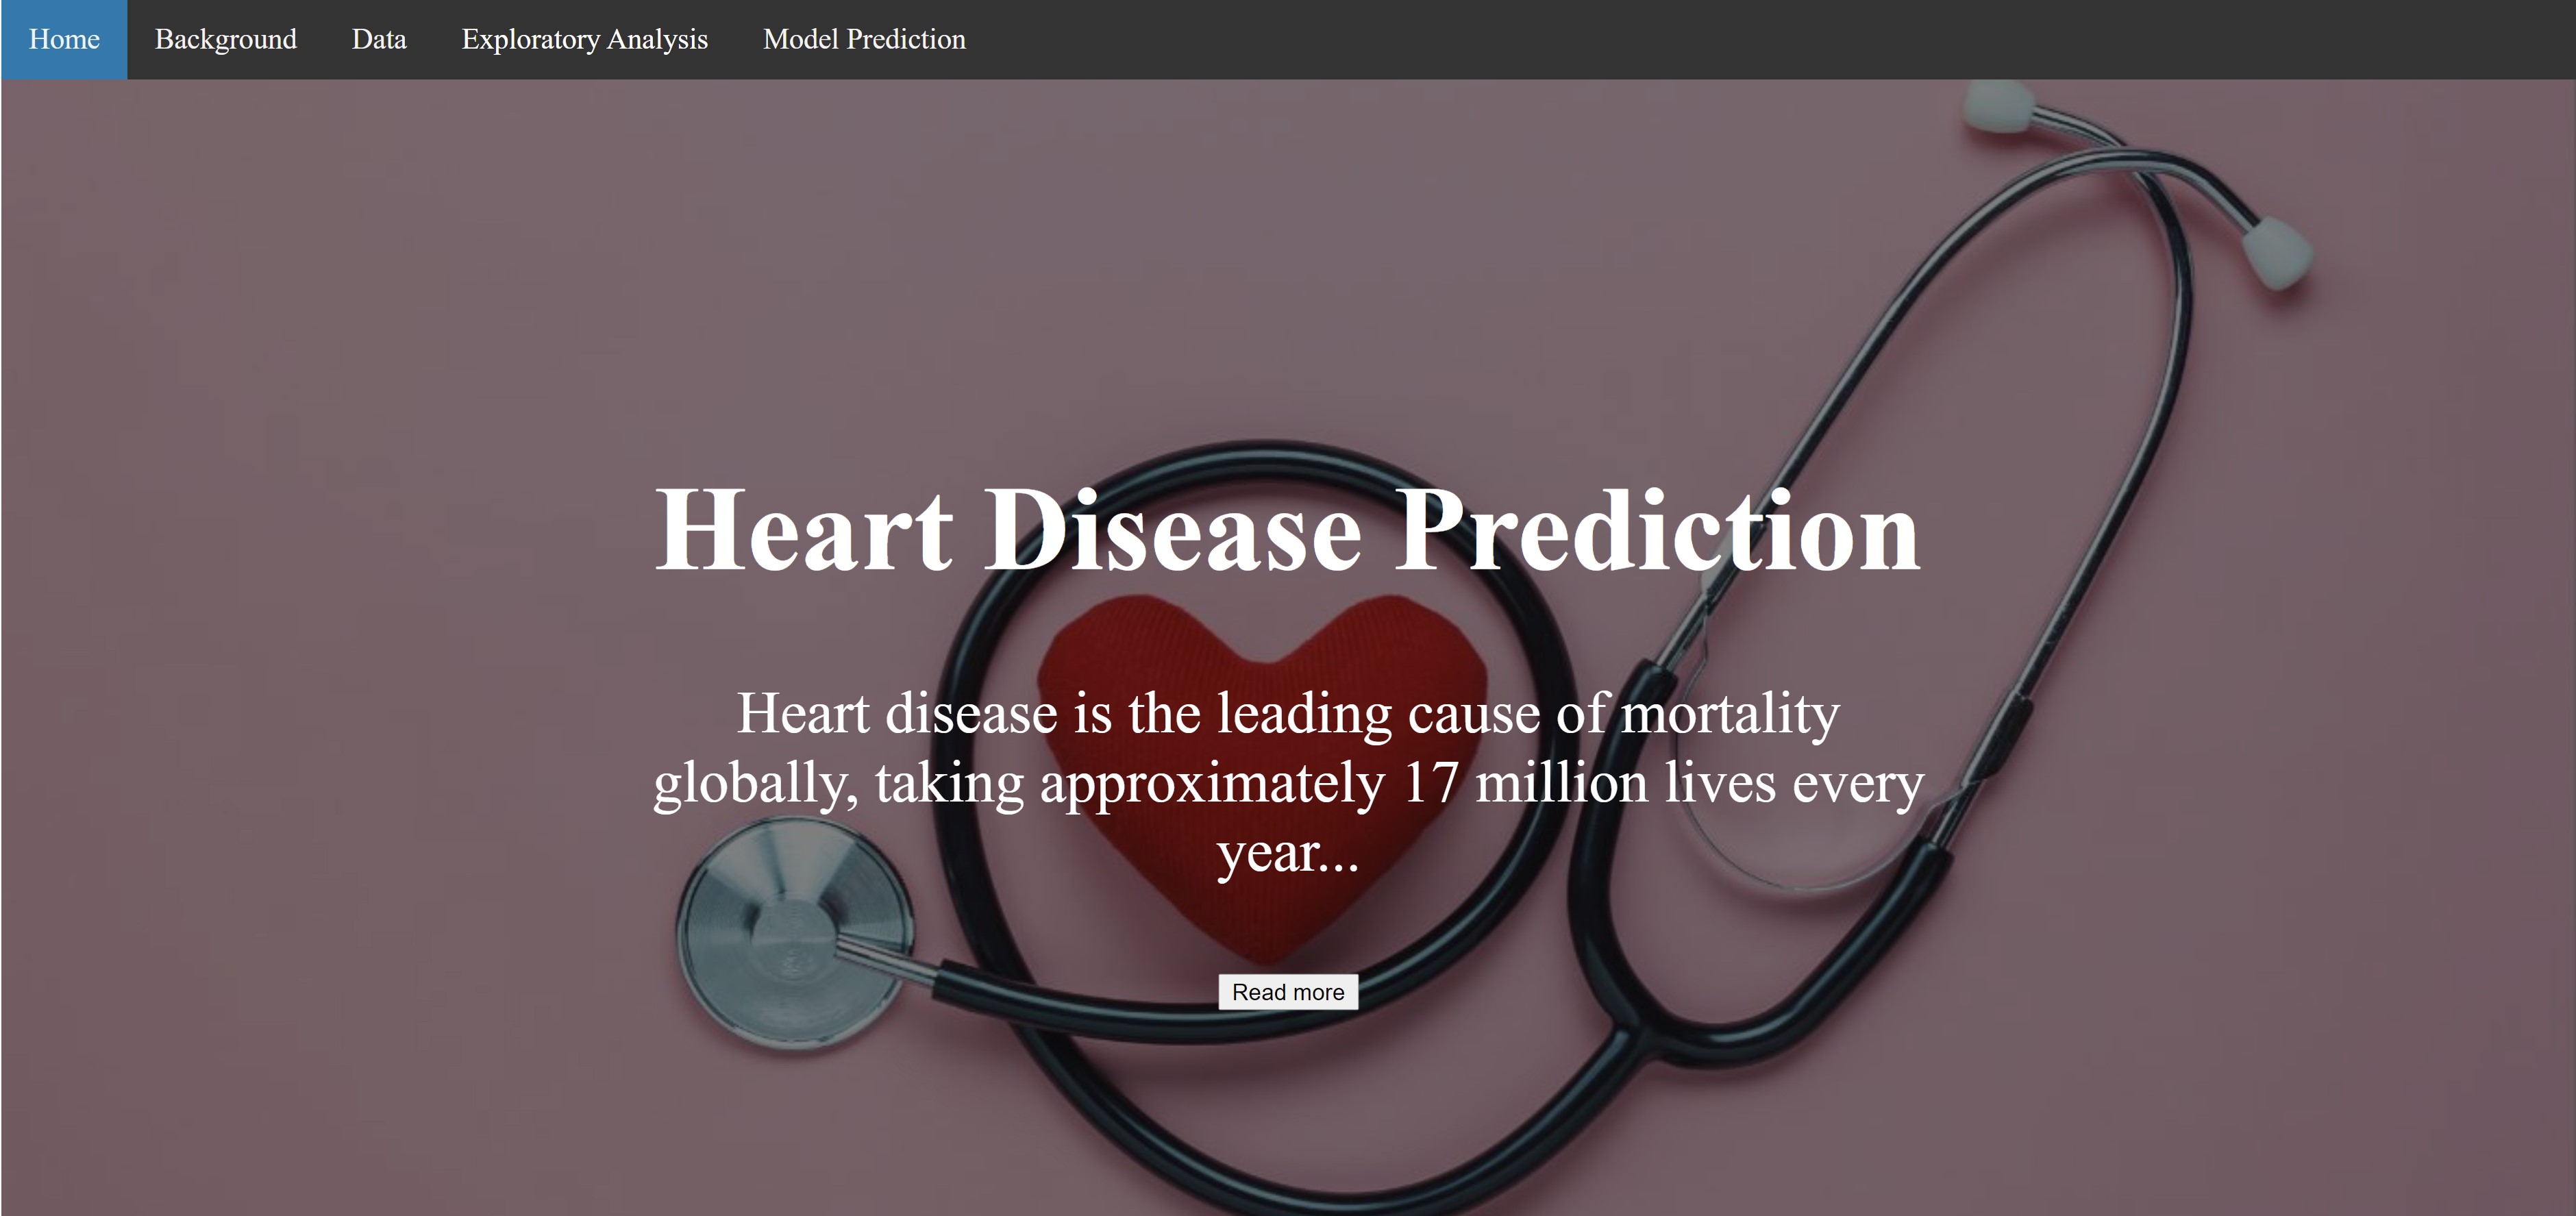 Home Background Data Exploratory Analysis Model Prediction
Heart Disease Prediction
Heart disease is the leading cause of mortality
globally, taking approximately 17 million lives every
year...
Read more